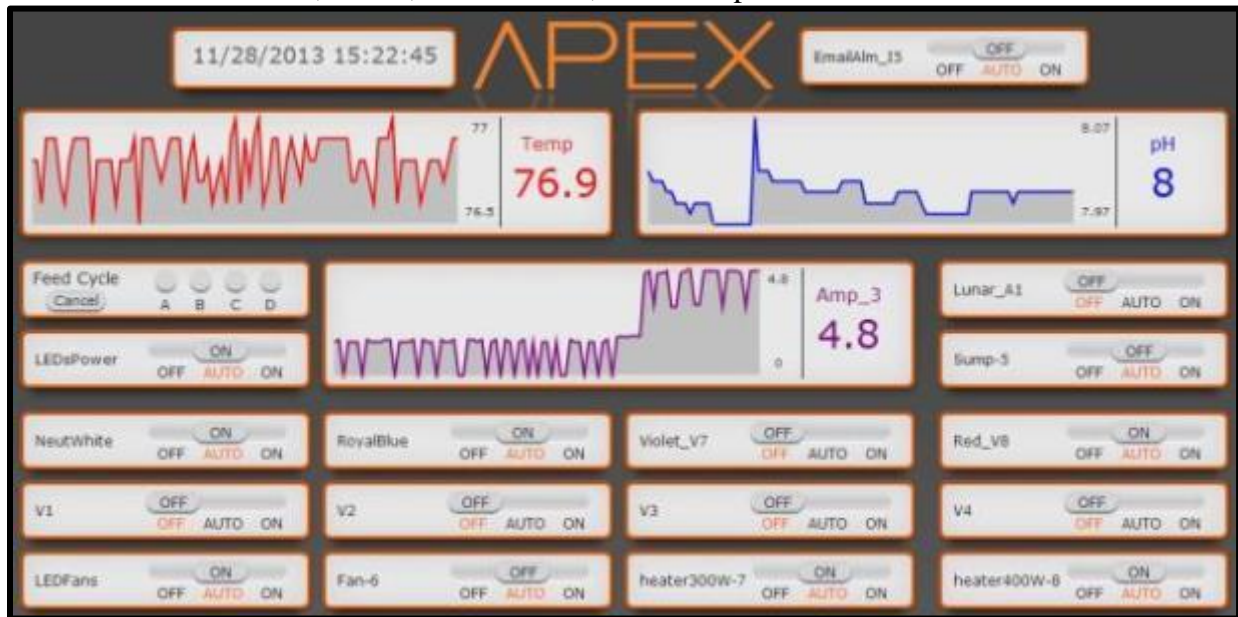 11/28/2013 15:22:45
APEX
EmailAlm_I5
OFF
OFF AUTO ON
77
76.5
Temp
76.9
8.07
7.97
pH
8
Feed Cycle
Cancel
A B C D
4.8
0
Amp_3
4.8
Lunar_A1
OFF
OFF AUTO ON
LEDsPower
ON
OFF AUTO ON
Sump-5
OFF
OFF AUTO ON
NeutWhite
ON
OFF AUTO ON
RoyalBlue
ON
OFF AUTO ON
Violet_V7
OFF
OFF AUTO ON
Red_V8
ON
OFF AUTO ON
V1
OFF
OFF AUTO ON
V2
OFF
OFF AUTO ON
V3
OFF
OFF AUTO ON
V4
OFF
OFF AUTO ON
LEDFans
ON
OFF AUTO ON
Fan-6
OFF
OFF AUTO ON
heater300W-7
ON
OFF AUTO ON
heater400W-8
ON
OFF AUTO ON